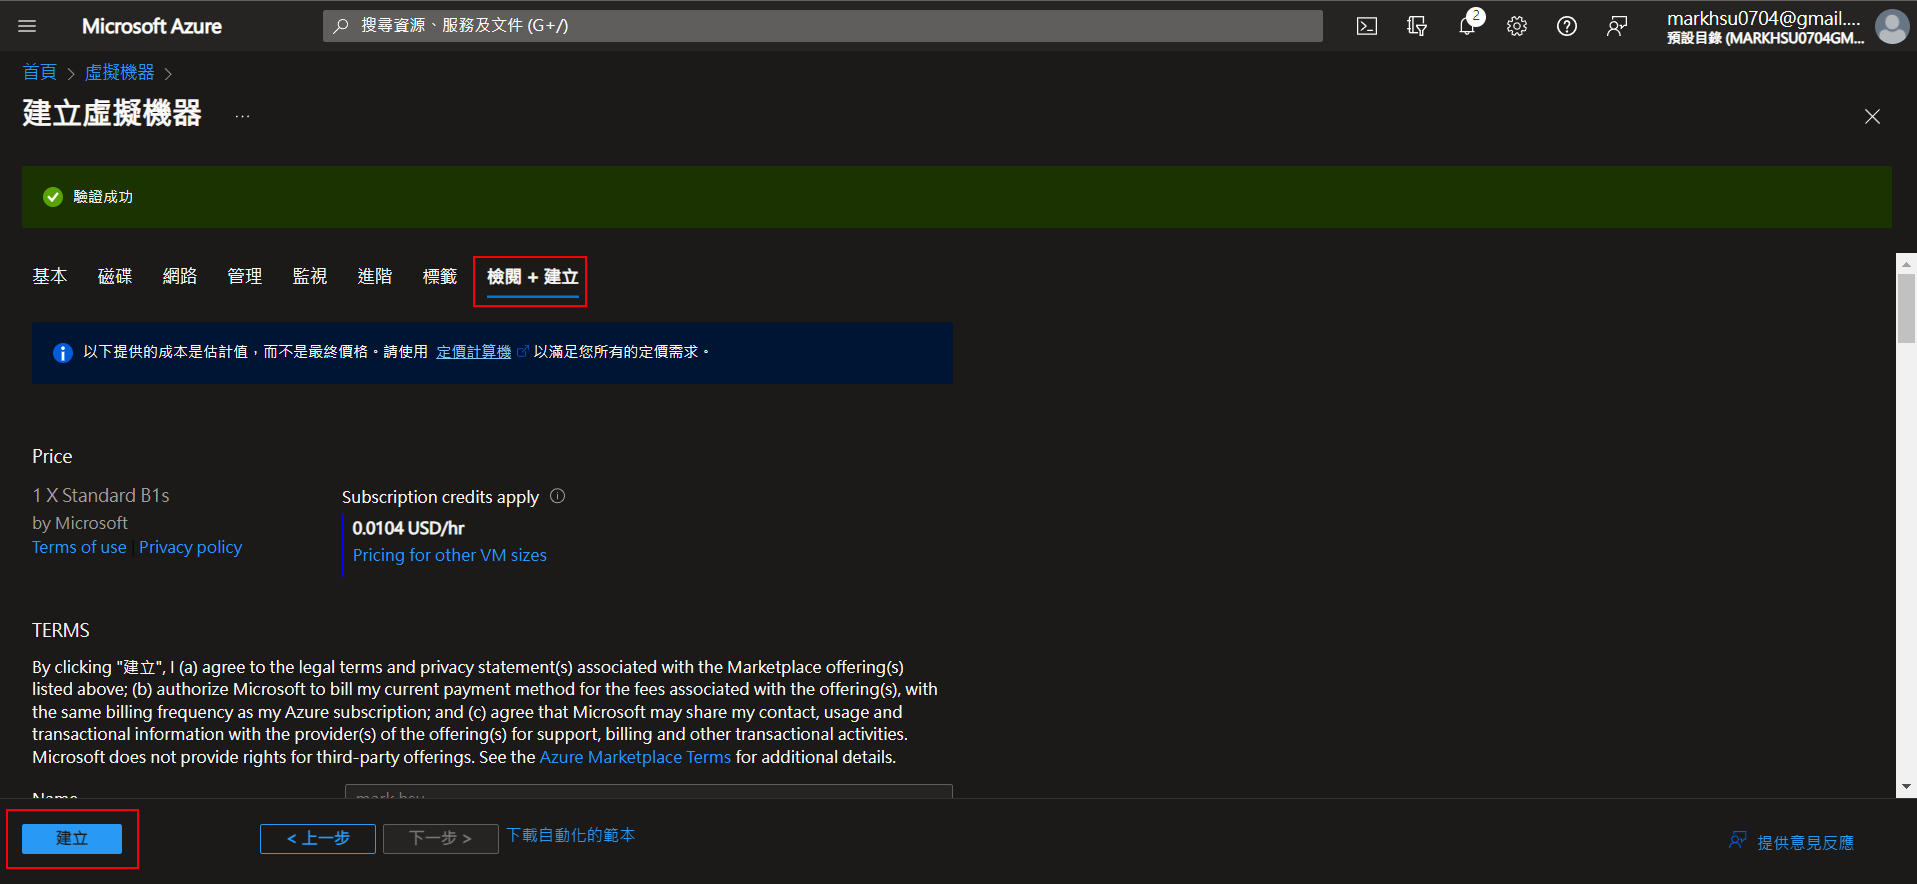 Microsoft Azure
搜尋資源、服務及文件 (G+/)
2
markhsu0704@gmail....
預設目錄 (MARKHSU0704GM...
首頁 > 虛擬機器 >
建立虛擬機器 ...
驗證成功
基本 磁碟 網路 管理 監視 進階 標籤 檢閱 + 建立
以下提供的成本是估計值，而不是最終價格。請使用 定價計算機 以滿足您所有的定價需求。
Price
1 X Standard B1s
by Microsoft
Terms of use | Privacy policy
Subscription credits apply
0.0104 USD/hr
Pricing for other VM sizes
TERMS
By clicking "建立", I (a) agree to the legal terms and privacy statement(s) associated with the Marketplace offering(s)
listed above; (b) authorize Microsoft to bill my current payment method for the fees associated with the offering(s), with
the same billing frequency as my Azure subscription; and (c) agree that Microsoft may share my contact, usage and
transactional information with the provider(s) of the offering(s) for support, billing and other transactional activities.
Microsoft does not provide rights for third-party offerings. See the Azure Marketplace Terms for additional details.
Name mark hsu
建立 < 上一步 下一步 > 下載自動化的範本 提供意見反應